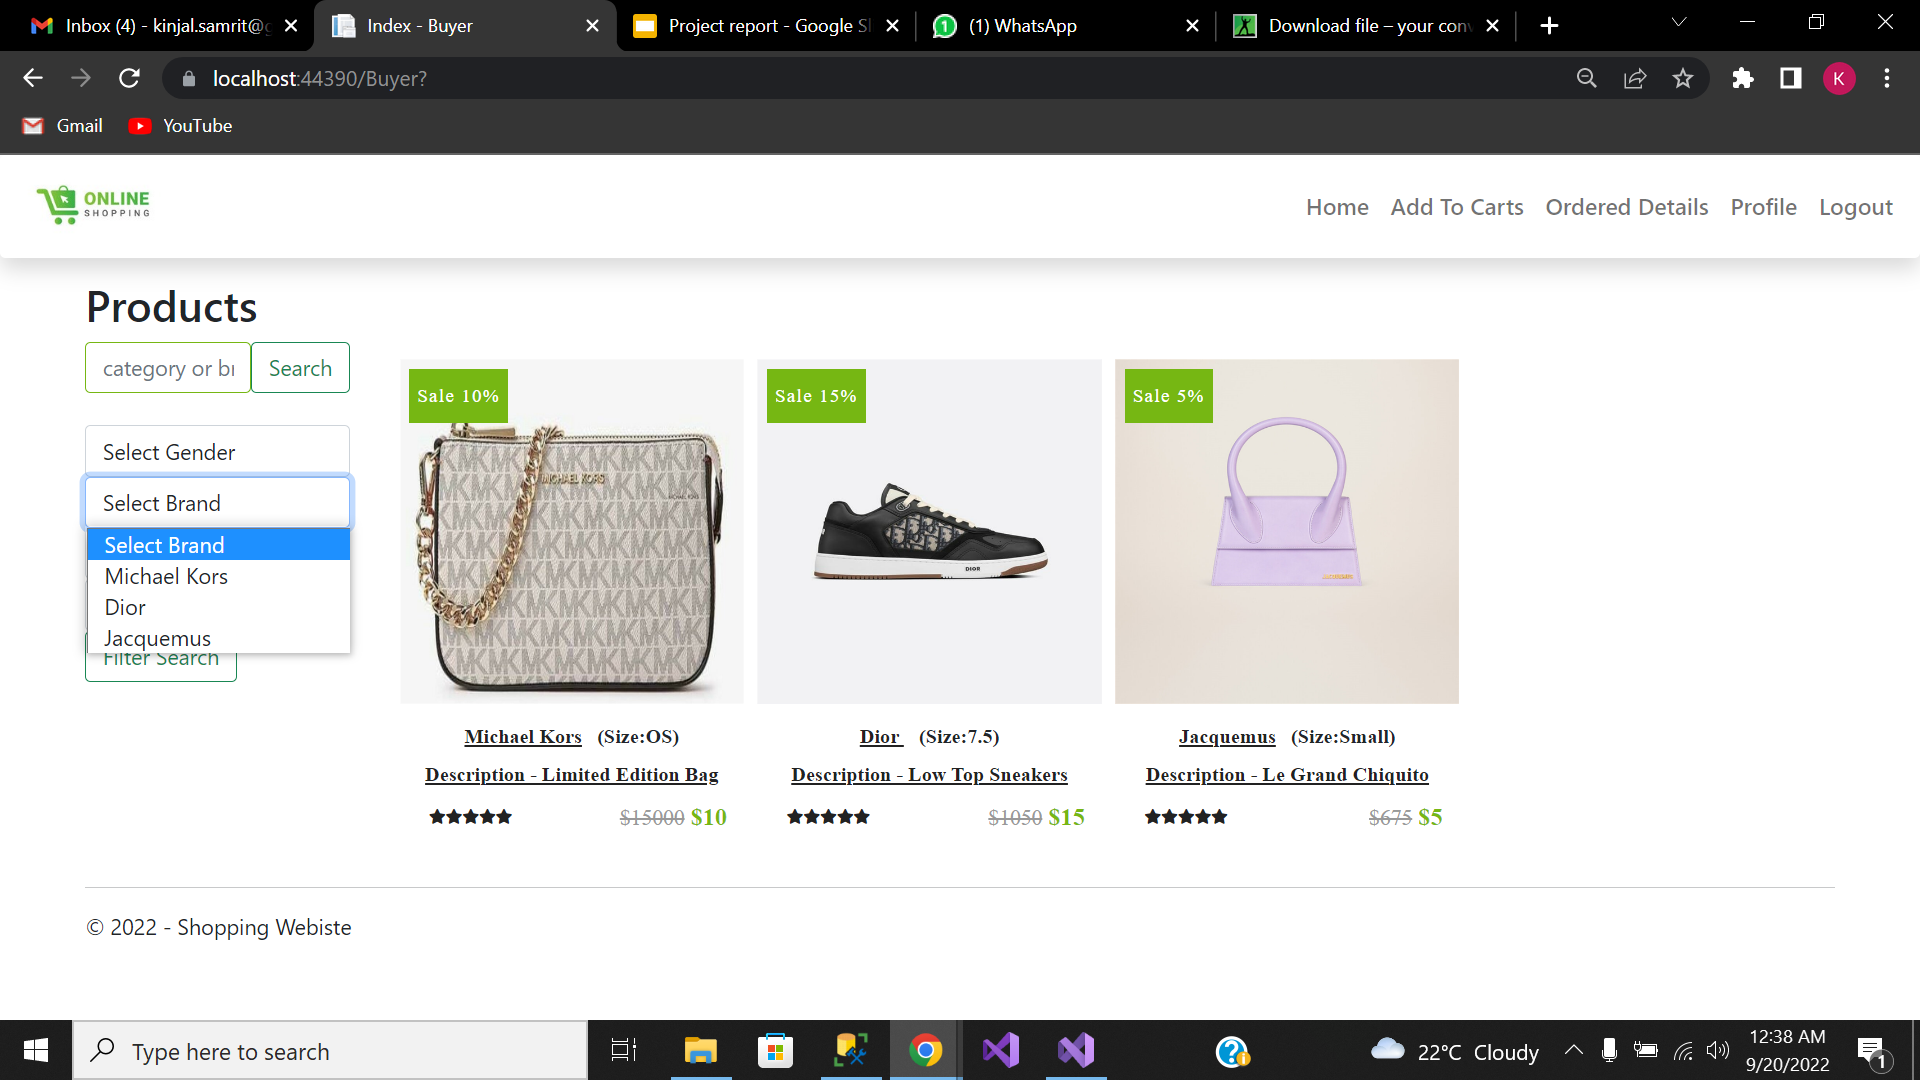 Inbox (4) - kinjal.samrit@g
Index - Buyer
Project report - Google Sl
(1) WhatsApp
Download file – your conv
localhost:44390/Buyer?
K
Gmail
YouTube
ONLINE
SHOPPING
Home
Add To Carts
Ordered Details
Profile
Logout
Products
category or br
Search
Select Gender
Select Brand
Select Brand
Michael Kors
Dior
Jacquemus
Filter Search
Sale 10%
MICHAEL KORS
Sale 15%
DIOR
Sale 5%
Michael Kors (Size:OS)
Description - Limited Edition Bag
$15000 $10
Dior (Size:7.5)
Description - Low Top Sneakers
$1050 $15
Jacquemus (Size:Small)
Description - Le Grand Chiquito
$675 $5
© 2022 - Shopping Webiste
Type here to search
22°C Cloudy
12:38 AM
9/20/2022
1